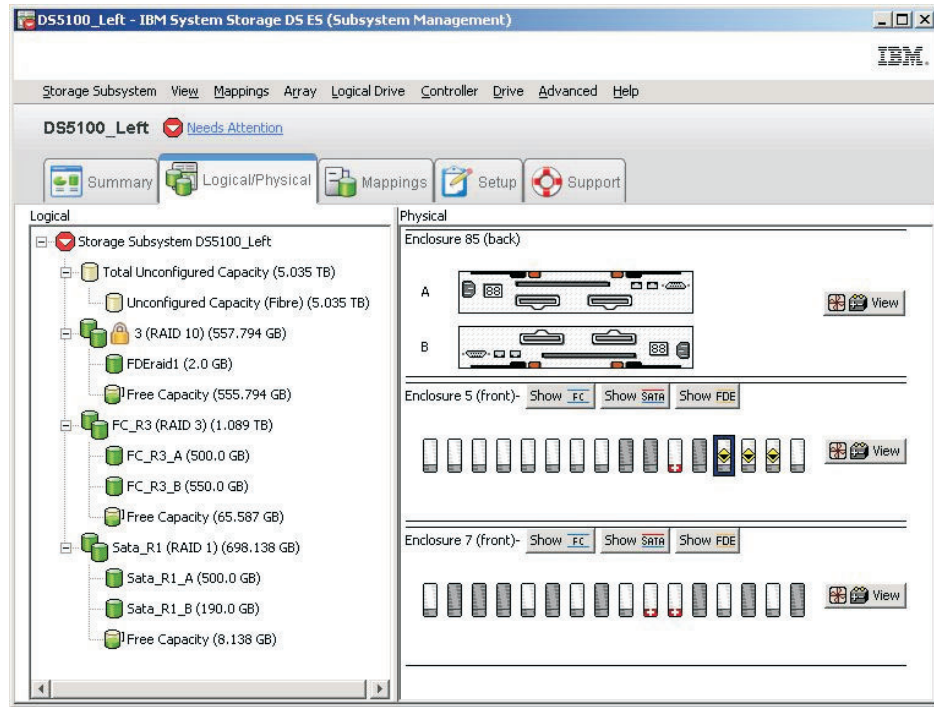 DS5100_Left - IBM System Storage DS ES (Subsystem Management)
IBM.
Storage Subsystem View Mappings Array Logical Drive Controller Drive Advanced Help
DS5100_Left Needs Attention
Summary Logical/Physical Mappings Setup Support
Logical
Storage Subsystem DS5100_Left
Total Unconfigured Capacity (5.035 TB)
Unconfigured Capacity (Fibre) (5.035 TB)
3 (RAID 10) (557.794 GB)
FDEraid1 (2.0 GB)
Free Capacity (555.794 GB)
FC_R3 (RAID 3) (1.089 TB)
FC_R3_A (500.0 GB)
FC_R3_B (550.0 GB)
Free Capacity (65.587 GB)
Sata_R1 (RAID 1) (698.138 GB)
Sata_R1_A (500.0 GB)
Sata_R1_B (190.0 GB)
Free Capacity (8.138 GB)
Physical
Enclosure 85 (back)
A
88
View
B
88
Enclosure 5 (front)- Show FC Show SATA Show FDE
View
Enclosure 7 (front)- Show FC Show SATA Show FDE
View